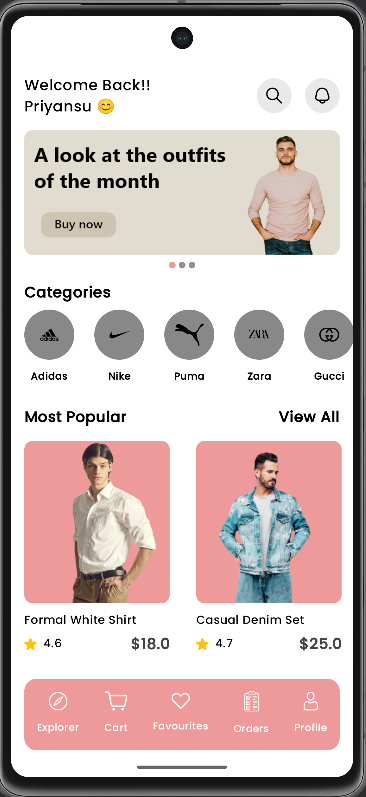 Welcome Back!!
Priyansu 😊
A look at the outfits
of the month
Buy now
Categories
adidas
ZARA
Adidas
Nike
Puma
Zara
Gucci
Most Popular
View All
Formal White Shirt
Casual Denim Set
4.6
$18.0
4.7
$25.0
Explorer
Cart
Favourites
Orders
Profile